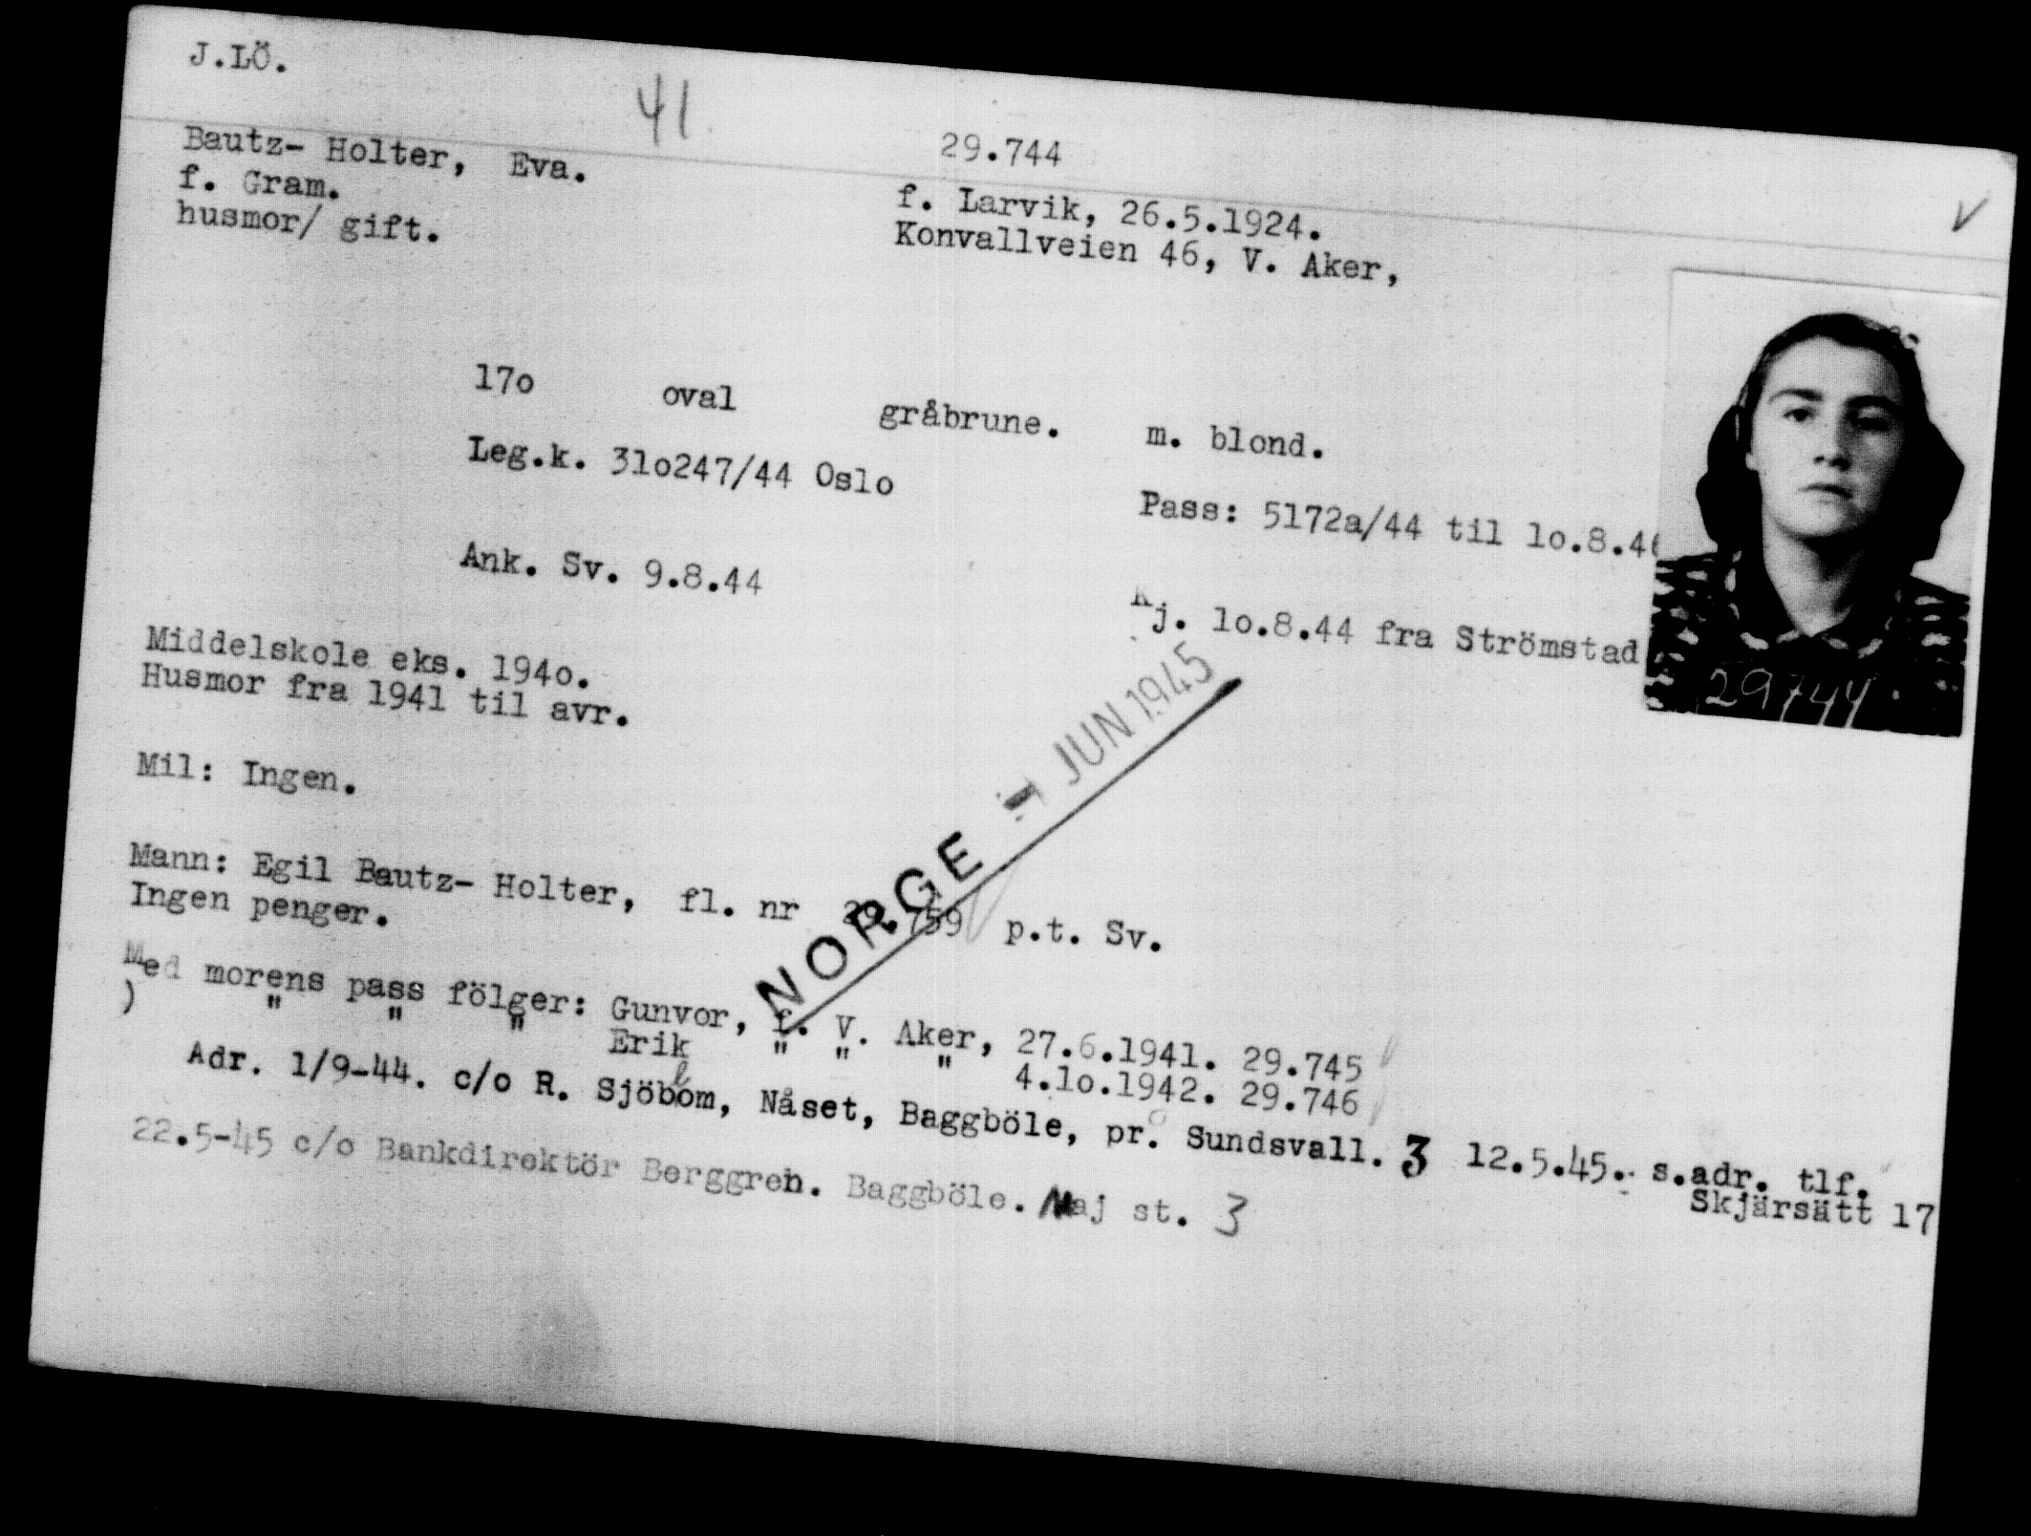 J.LÖ.
41
29.744
Bautz- Holter, Eva.
f. Gram.
husmor/ gift.
f. Larvik, 26.5.1924.
Konvallveien 46, V. Aker,
17o oval gråbrune. m. blond.
Leg.k. 31o247/44 Oslo
Pass: 5172a/44 til 1o.8.46
Ank. Sv. 9.8.44
Kj. 1o.8.44 fra Strömstad
29744
Middelskole eks. 194o.
Husmor fra 1941 til avr.
Mil: Ingen.
NORGE - JUN 1945
Mann: Egil Bautz- Holter, fl. nr 29.759 p.t. Sv.
Ingen penger.
Med morens pass fölger: Gunvor, f. V. Aker, 27.6.1941. 29.745
) " " " Erik " " " 4.1o.1942. 29.746
Adr. 1/9-44. c/o R. Sjöbom, Nåset, Baggböle, pr. Sundsvall. 3 12.5.45. s.adr. tlf.
Skjärsätt 17
22.5-45 c/o Bankdirektör Berggren. Baggböle. Maj st. 3